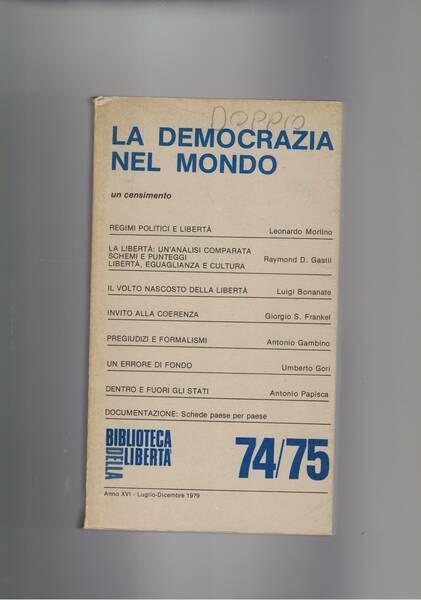 DOPPIO
LA DEMOCRAZIA
NEL MONDO
un censimento
REGIMI POLITICI E LIBERTÀ Leonardo Morlino
LA LIBERTÀ: UN'ANALISI COMPARATA
SCHEMI E PUNTEGGI Raymond D. Gastil
LIBERTÀ, EGUAGLIANZA E CULTURA
IL VOLTO NASCOSTO DELLA LIBERTÀ Luigi Bonanate
INVITO ALLA COERENZA Giorgio S. Frankel
PREGIUDIZI E FORMALISMI Antonio Gambino
UN ERRORE DI FONDO Umberto Gori
DENTRO E FUORI GLI STATI Antonio Papisca
DOCUMENTAZIONE: Schede paese per paese
BIBLIOTECA
DELLA
LIBERTÀ
74/75
Anno XVI - Luglio-Dicembre 1979